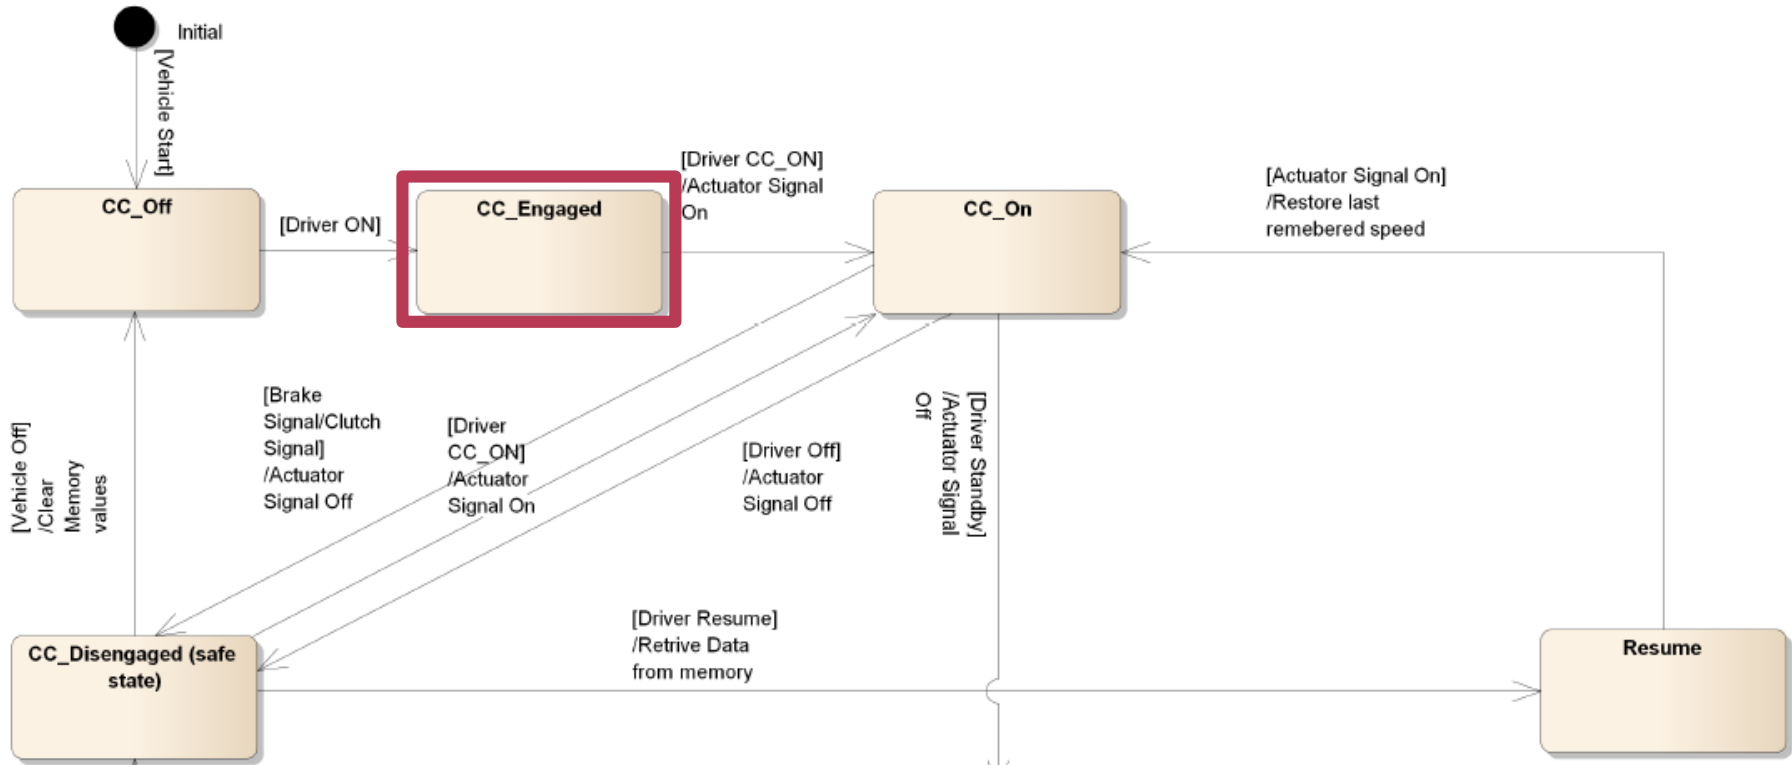 Initial
[Vehicle Start]
CC_Off
[Driver ON]
CC_Engaged
[Driver CC_ON]
/Actuator Signal
On
CC_On
[Actuator Signal On]
/Restore last
remebered speed
[Vehicle Off]
/Clear
Memory
values
[Brake
Signal/Clutch
Signal]
/Actuator
Signal Off
[Driver
CC_ON]
/Actuator
Signal On
[Driver Off]
/Actuator
Signal Off
[Driver Standby]
/Actuator Signal
Off
CC_Disengaged (safe
state)
[Driver Resume]
/Retrive Data
from memory
Resume